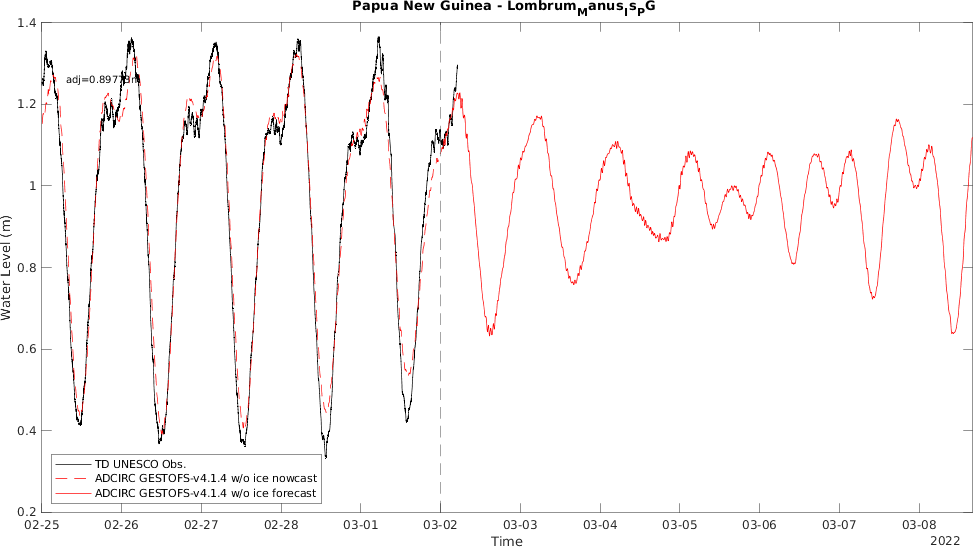 Papua New Guinea - Lombrum_Manus_Is_PG
1.4
adj=0.8977
1.2
1
0.8
0.6
0.4
0.2
Water Level (m)
TD UNESCO Obs.
ADCIRC GESTOFS-v4.1.4 w/o ice nowcast
ADCIRC GESTOFS-v4.1.4 w/o ice forecast
02-25 02-26 02-27 02-28 03-01 03-02 03-03 03-04 03-05 03-06 03-07 03-08
Time
2022